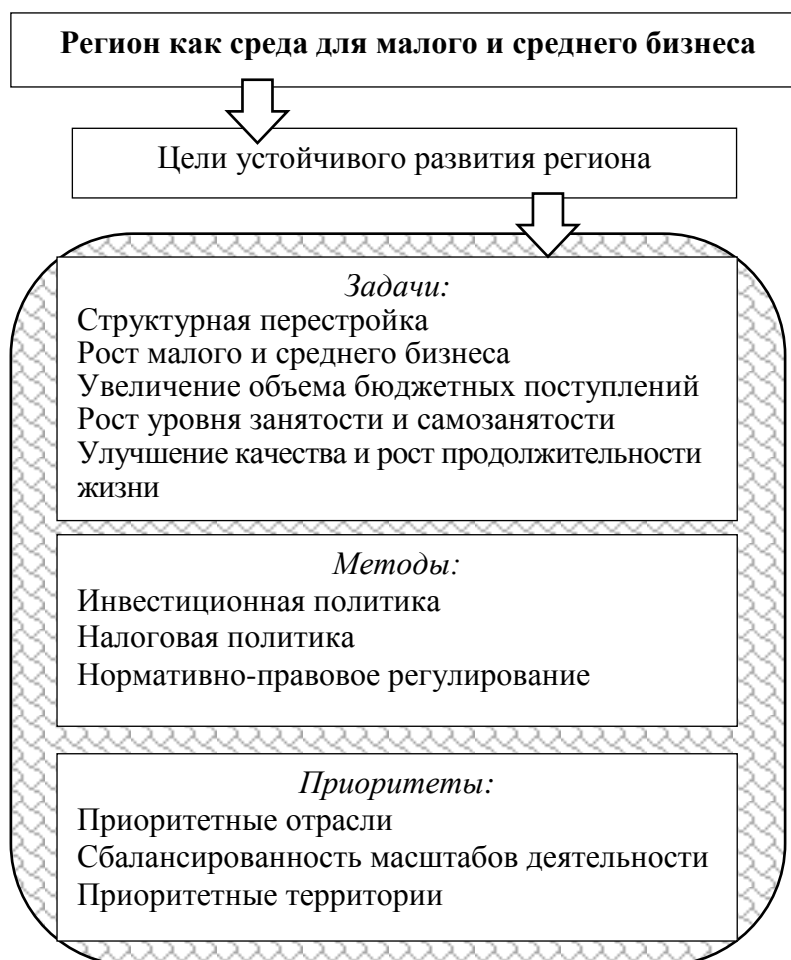 Регион как среда для малого и среднего бизнеса
Цели устойчивого развития региона
Задачи:
Структурная перестройка
Рост малого и среднего бизнеса
Увеличение объема бюджетных поступлений
Рост уровня занятости и самозанятости
Улучшение качества и рост продолжительности
жизни
Методы:
Инвестиционная политика
Налоговая политика
Нормативно-правовое регулирование
Приоритеты:
Приоритетные отрасли
Сбалансированность масштабов деятельности
Приоритетные территории